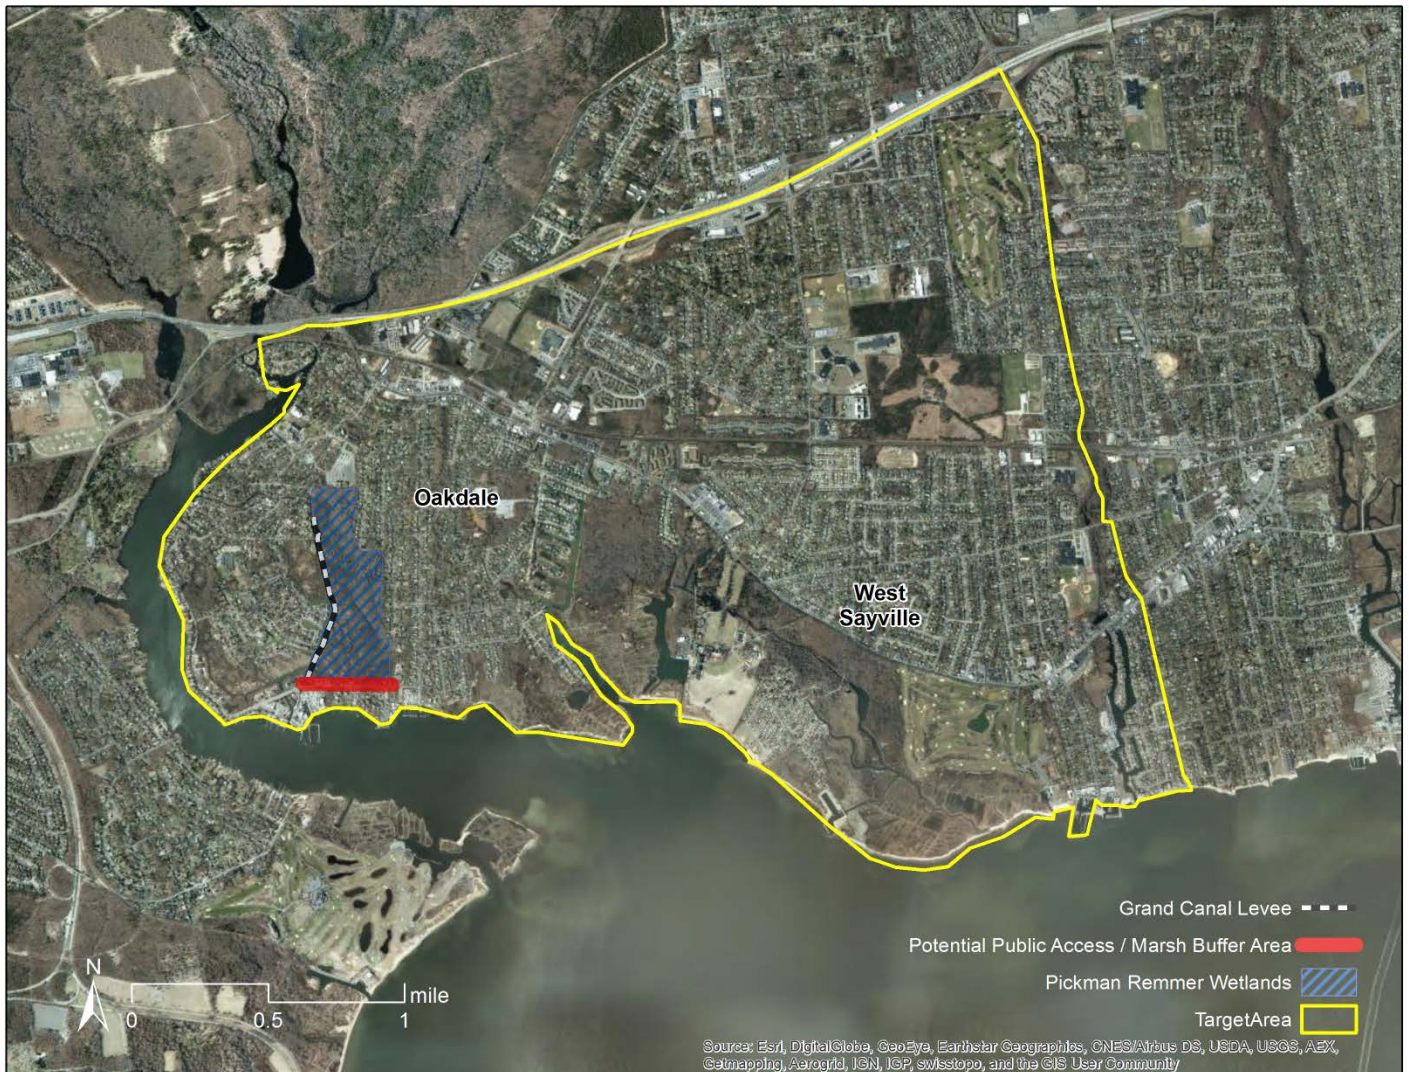 Oakdale
West
Sayville
Grand Canal Levee
Potential Public Access / Marsh Buffer Area
Pickman Remmer Wetlands
TargetArea
N
mile
0 0.5 1
Source: Esri, DigitalGlobe, GeoEye, Earthstar Geographics, CNES/Airbus DS, USDA, USGS, AEX,
Getmapping, Aerogrid, IGN, IGP, swisstopo, and the GIS User Community